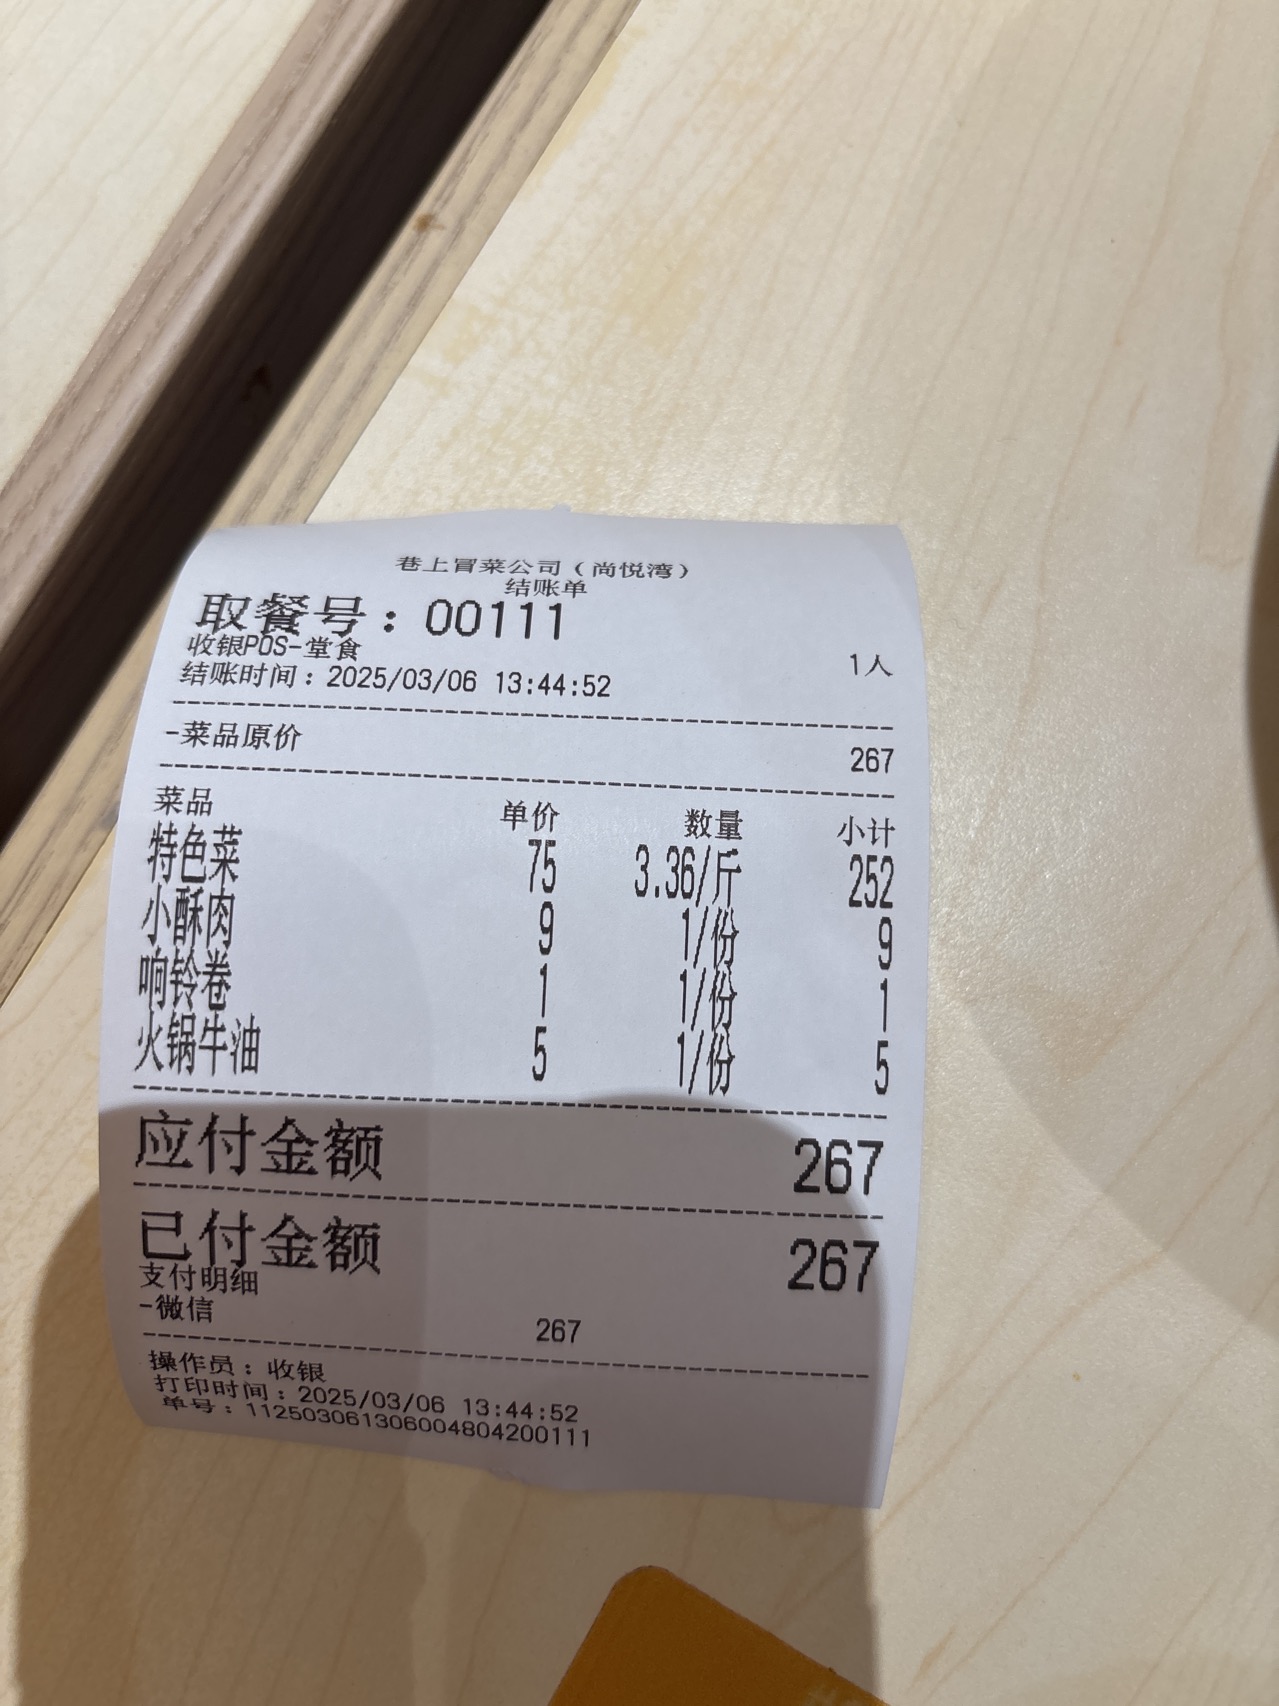 巷上冒菜公司（尚悦湾）
结账单
取餐号：00111
收银POS-堂食 1人
结账时间：2025/03/06 13:44:52
-菜品原价 267
菜品 单价 数量 小计
特色菜 75 3.36/斤 252
小酥肉 9 1/份 9
响铃卷 1 1/份 1
火锅牛油 5 1/份 5
应付金额 267
已付金额 267
支付明细
-微信 267
操作员：收银
打印时间：2025/03/06 13:44:52
单号：112503061306004804200111